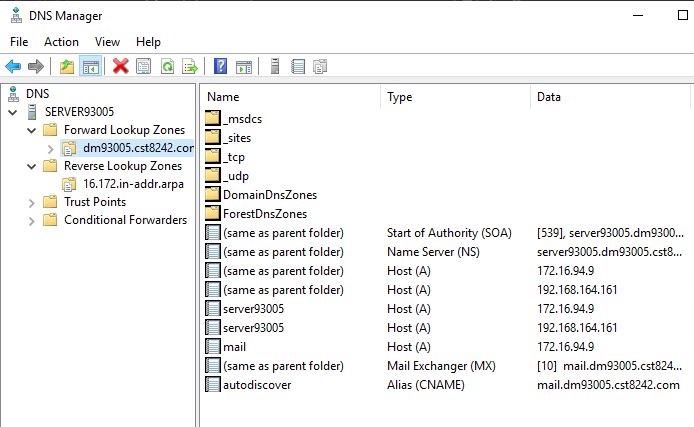 DNS Manager
File Action View Help
DNS
SERVER93005
Forward Lookup Zones
dm93005.cst8242.cor
Reverse Lookup Zones
16.172.in-addr.arpa
Trust Points
Conditional Forwarders
Name Type Data
_msdcs
_sites
_tcp
_udp
DomainDnsZones
ForestDnsZones
(same as parent folder) Start of Authority (SOA) [539], server93005.dm9300...
(same as parent folder) Name Server (NS) server93005.dm93005.cst8...
(same as parent folder) Host (A) 172.16.94.9
(same as parent folder) Host (A) 192.168.164.161
server93005 Host (A) 172.16.94.9
server93005 Host (A) 192.168.164.161
mail Host (A) 172.16.94.9
(same as parent folder) Mail Exchanger (MX) [10] mail.dm93005.cst824...
autodiscover Alias (CNAME) mail.dm93005.cst8242.com